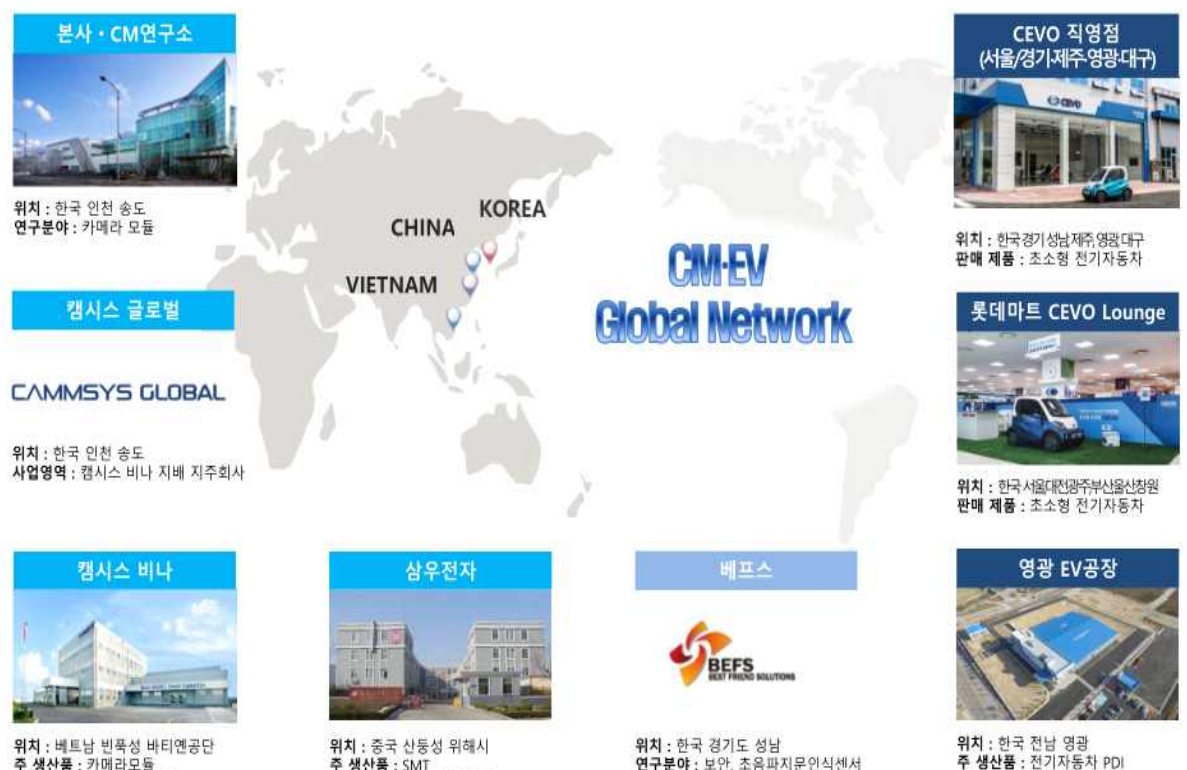 본사 · CM연구소
위치 : 한국 인천 송도
연구분야 : 카메라 모듈
캠시스 글로벌
CAMMSYS GLOBAL
위치 : 한국 인천 송도
사업영역 : 캠시스 비나 지배 지주회사
KOREA
CHINA
VIETNAM
CM·EV
Global Network
CEVO 직영점
(서울/경기·제주·영광·대구)
CEVO
위치 : 한국 경기 성남,제주,영광,대구
판매 제품 : 초소형 전기자동차
롯데마트 CEVO Lounge
위치 : 한국 서울,대전,광주,부산,울산,창원
판매 제품 : 초소형 전기자동차
캠시스 비나
위치 : 베트남 빈푹성 바티엔공단
주 생산품 : 카메라모듈
삼우전자
위치 : 중국 산둥성 위해시
주 생산품 : SMT
베프스
BEFS
BEST FRIEND SOLUTIONS
위치 : 한국 경기도 성남
연구분야 : 보안, 초음파지문인식센서
영광 EV공장
위치 : 한국 전남 영광
주 생산품 : 전기자동차 PDI